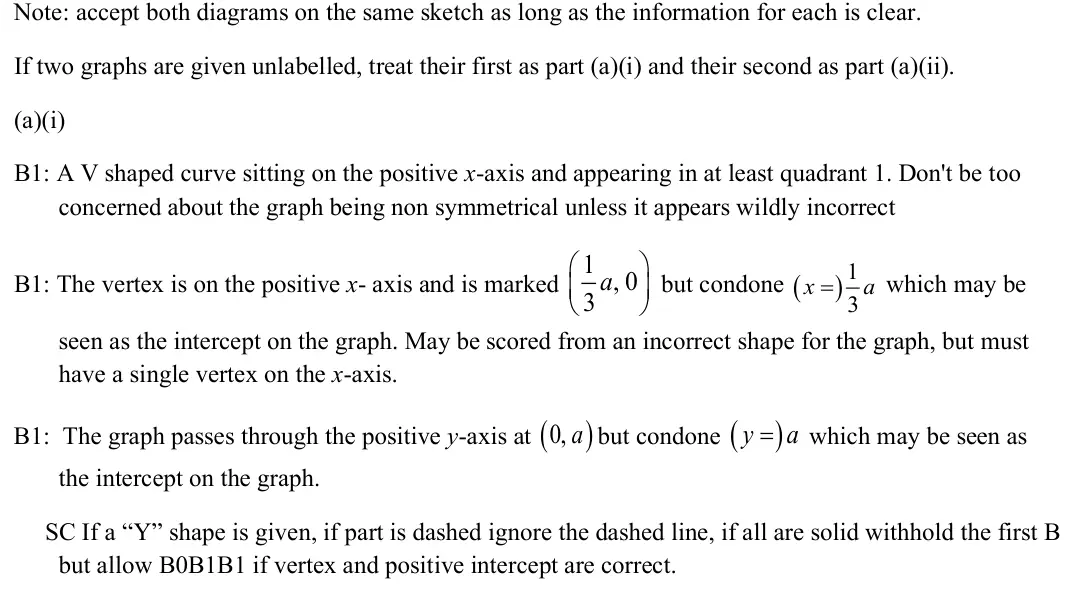 Note: accept both diagrams on the same sketch as long as the information for each is clear.
If two graphs are given unlabelled, treat their first as part (a)(i) and their second as part (a)(ii).
(a)(i)
B1: A V shaped curve sitting on the positive x-axis and appearing in at least quadrant 1. Don't be too
concerned about the graph being non symmetrical unless it appears wildly incorrect
B1: The vertex is on the positive x- axis and is marked (1/3 a, 0) but condone (x =) 1/3 a which may be
seen as the intercept on the graph. May be scored from an incorrect shape for the graph, but must
have a single vertex on the x-axis.
B1: The graph passes through the positive y-axis at (0, a) but condone (y =) a which may be seen as
the intercept on the graph.
SC If a “Y” shape is given, if part is dashed ignore the dashed line, if all are solid withhold the first B
but allow B0B1B1 if vertex and positive intercept are correct.